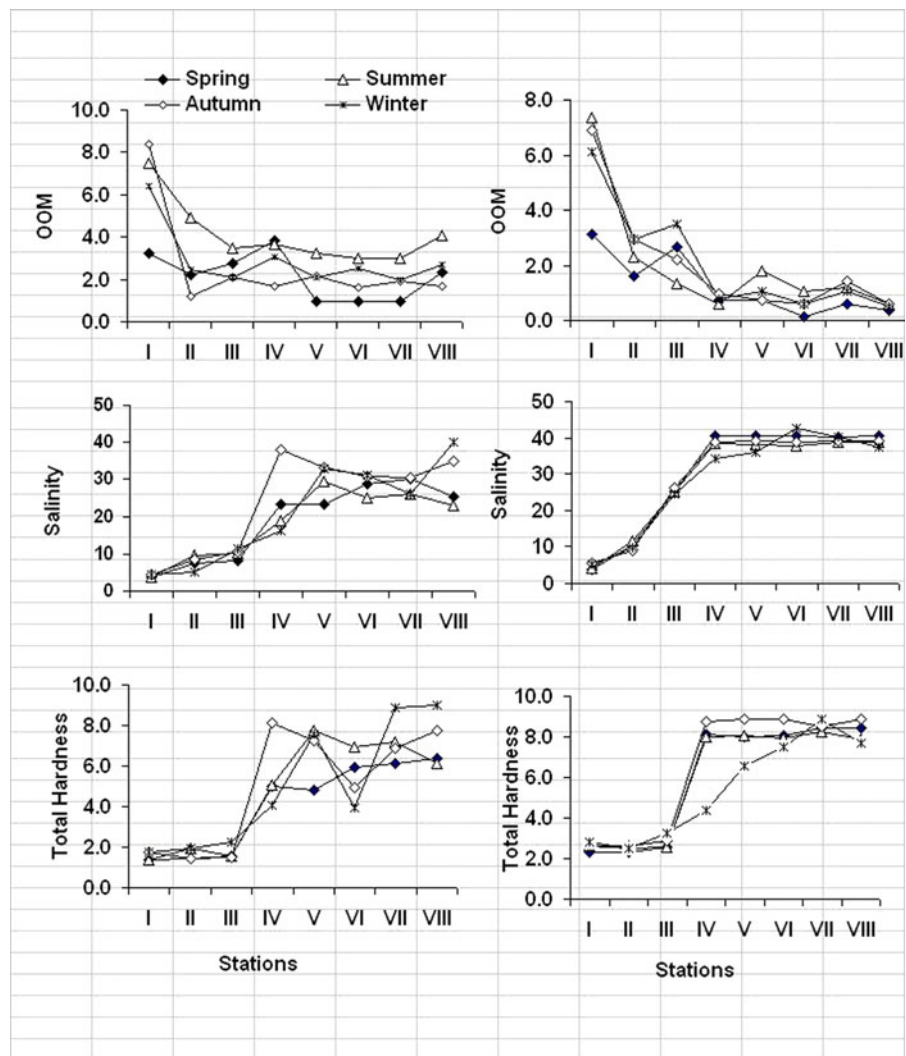 Spring Summer
Autumn Winter
10.0
8.0
6.0
4.0
2.0
0.0
OOM
I II III IV V VI VII VIII
8.0
6.0
4.0
2.0
0.0
OOM
I II III IV V VI VII VIII
50
40
30
20
10
0
Salinity
I II III IV V VI VII VIII
50
40
30
20
10
0
Salinity
I II III IV V VI VII VIII
10.0
8.0
6.0
4.0
2.0
0.0
Total Hardness
I II III IV V VI VII VIII
Stations
10.0
8.0
6.0
4.0
2.0
0.0
Total Hardness
I II III IV V VI VII VIII
Stations